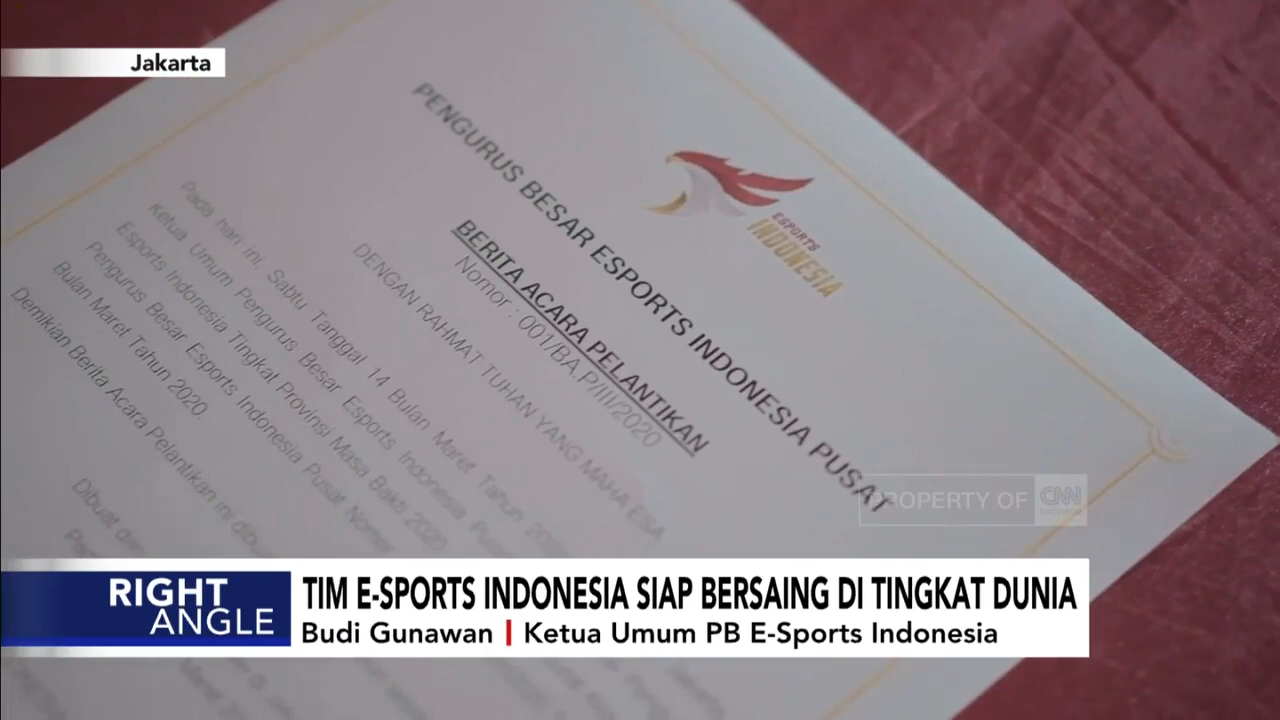 Jakarta
ESPORTS
INDONESIA
PENGURUS BESAR ESPORTS INDONESIA PUSAT
BERITA ACARA PELANTIKAN
Nomor : 001/BA.P/III/2020
DENGAN RAHMAT TUHAN YANG MAHA ESA
Pada hari ini, Sabtu Tanggal 14 Bulan Maret Tahun
Ketua Umum Pengurus Besar Esports Indonesia
Esports Indonesia Tingkat Provinsi Masa Bakti 2020
Pengurus Besar Esports Indonesia Pusat Nomor
Bulan Maret Tahun 2020.
Demikian Berita Acara Pelantikan ini
PROPERTY OF CNN Indonesia
RIGHT ANGLE
TIM E-SPORTS INDONESIA SIAP BERSAING DI TINGKAT DUNIA
Budi Gunawan | Ketua Umum PB E-Sports Indonesia